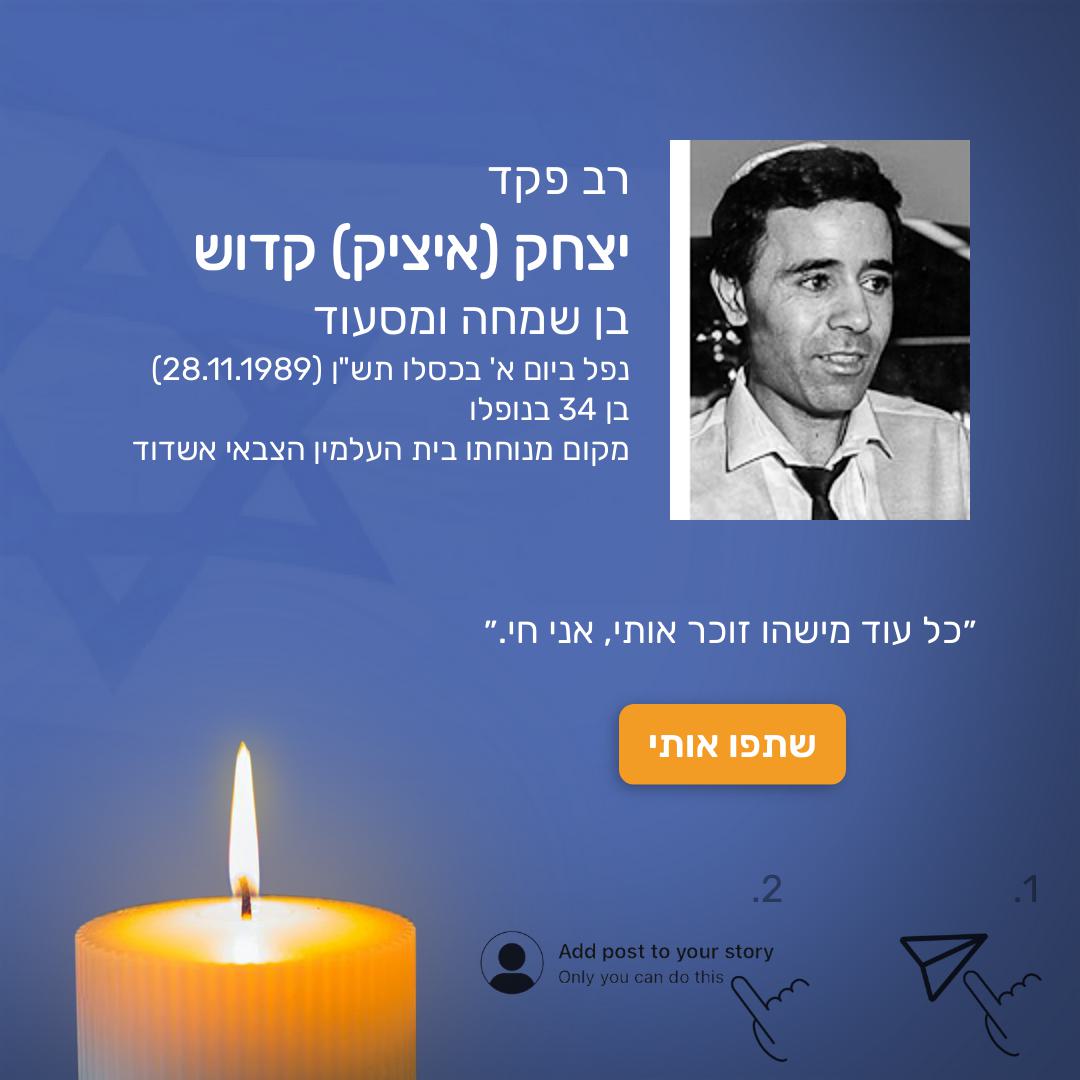 רב פקד
יצחק (איציק) קדוש
בן שמחה ומסעוד
נפל ביום א' בכסלו תש"ן (28.11.1989)
בן 34 בנופלו
מקום מנוחתו בית העלמין הצבאי אשדוד
״כל עוד מישהו זוכר אותי, אני חי.״
שתפו אותי
1.
2.
Add post to your story
Only you can do this